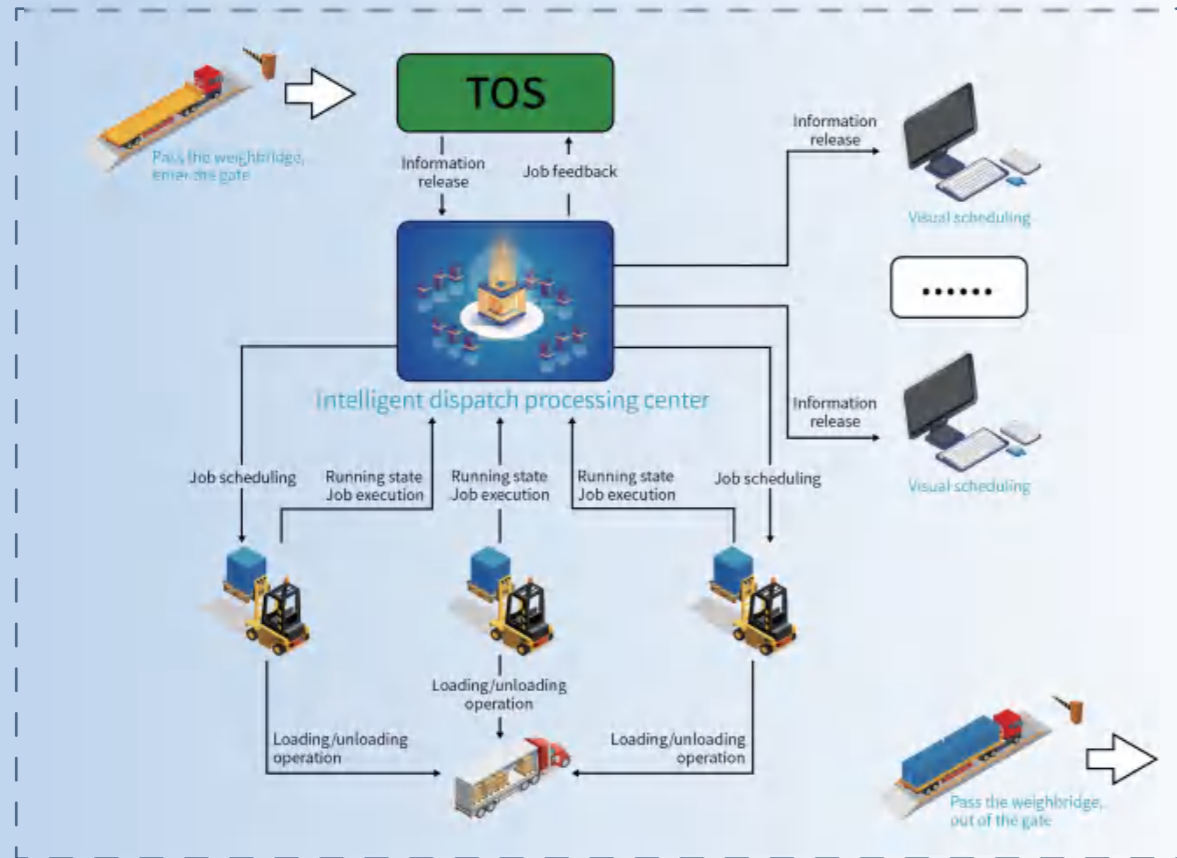 TOS
Pass the weighbridge,
enter the gate
Information
release
Job feedback
Information
release
Visual scheduling
......
Intelligent dispatch processing center
Information
release
Visual scheduling
Job scheduling
Running state
Job execution
Running state
Job execution
Running state
Job execution
Job scheduling
Loading/unloading
operation
Loading/unloading
operation
Loading/unloading
operation
Pass the weighbridge,
out of the gate